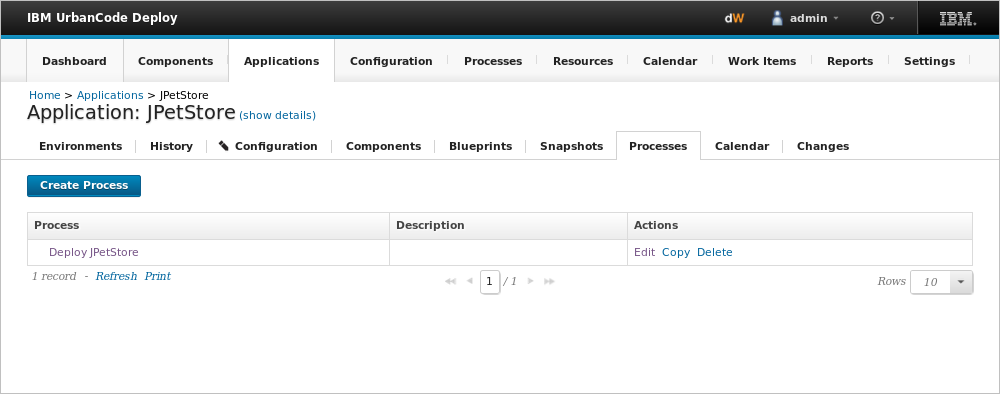 IBM UrbanCode Deploy dW admin ? IBM
Dashboard Components Applications Configuration Processes Resources Calendar Work Items Reports Settings
Home > Applications > JPetStore
Application: JPetStore (show details)
Environments History Configuration Components Blueprints Snapshots Processes Calendar Changes
Create Process
Process Description Actions
Deploy JPetStore Edit Copy Delete
1 record - Refresh Print 1 / 1 Rows 10